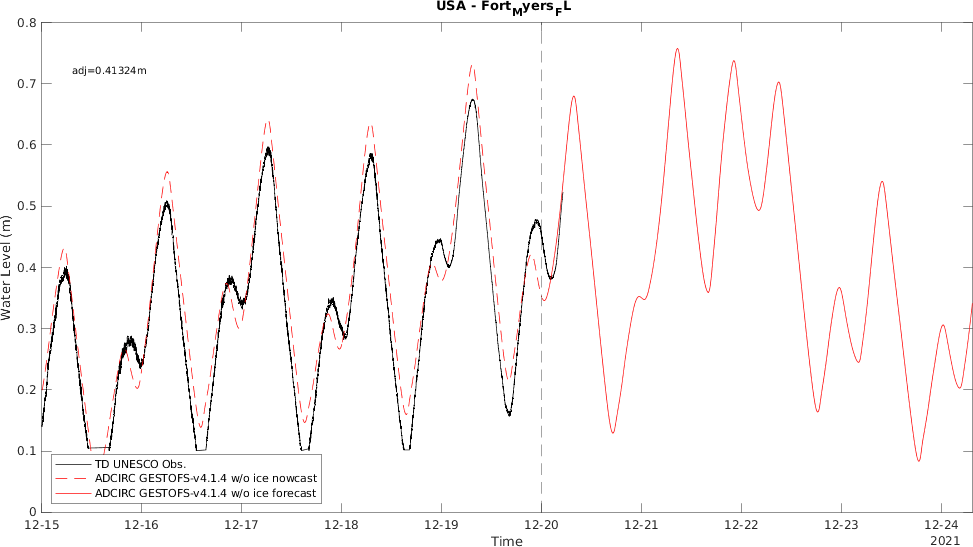 USA - Fort_Myers_FL
0.8
0.7
0.6
0.5
0.4
0.3
0.2
0.1
0
Water Level (m)
adj=0.41324m
TD UNESCO Obs.
ADCIRC GESTOFS-v4.1.4 w/o ice nowcast
ADCIRC GESTOFS-v4.1.4 w/o ice forecast
12-15 12-16 12-17 12-18 12-19 12-20 12-21 12-22 12-23 12-24
Time
2021